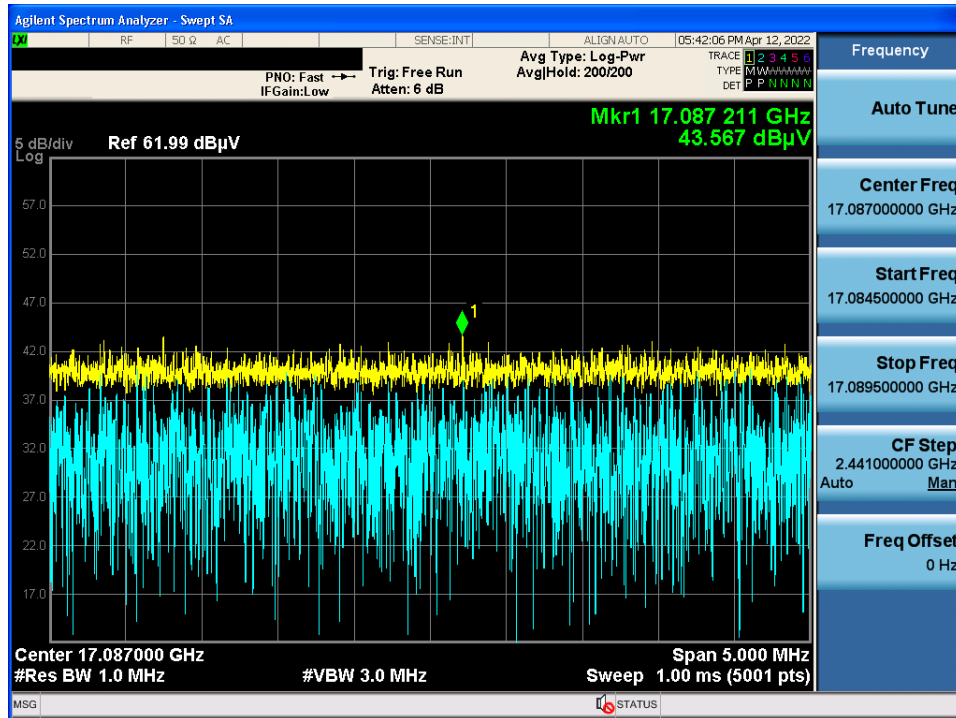 Agilent Spectrum Analyzer - Swept SA
LXI RF 50 Ω AC SENSE:INT ALIGN AUTO 05:42:06 PM Apr 12, 2022
PNO: Fast
IFGain:Low
Trig: Free Run
Atten: 6 dB
Avg Type: Log-Pwr
Avg|Hold: 200/200
TRACE 1 2 3 4 5 6
TYPE MWWWWW
DET P P N N N N
Mkr1 17.087 211 GHz
43.567 dBµV
5 dB/div Ref 61.99 dBµV
Log
57.0
52.0
47.0
1
42.0
37.0
32.0
27.0
22.0
17.0
Center 17.087000 GHz Span 5.000 MHz
#Res BW 1.0 MHz #VBW 3.0 MHz Sweep 1.00 ms (5001 pts)
MSG STATUS
Frequency
Auto Tune
Center Freq
17.087000000 GHz
Start Freq
17.084500000 GHz
Stop Freq
17.089500000 GHz
CF Step
2.441000000 GHz
Auto Man
Freq Offset
0 Hz